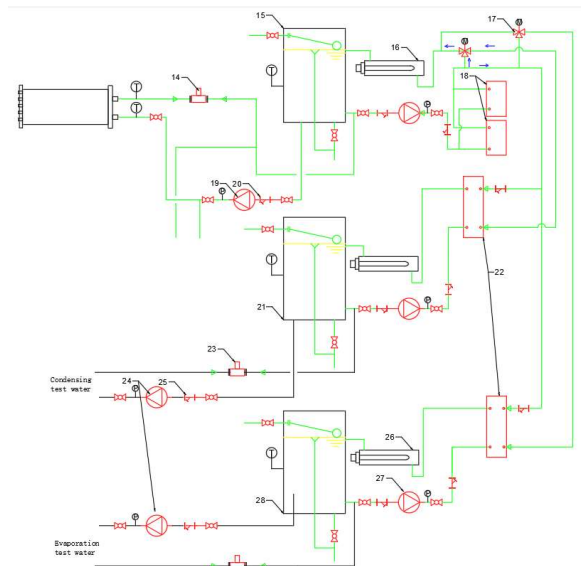 15
17
M
M
16
14
T
T
T
P
18
19
P
20
22
T
P
21
23
Condensing
test water
24
P
25
26
27
T
P
28
P
Evaporation
test water